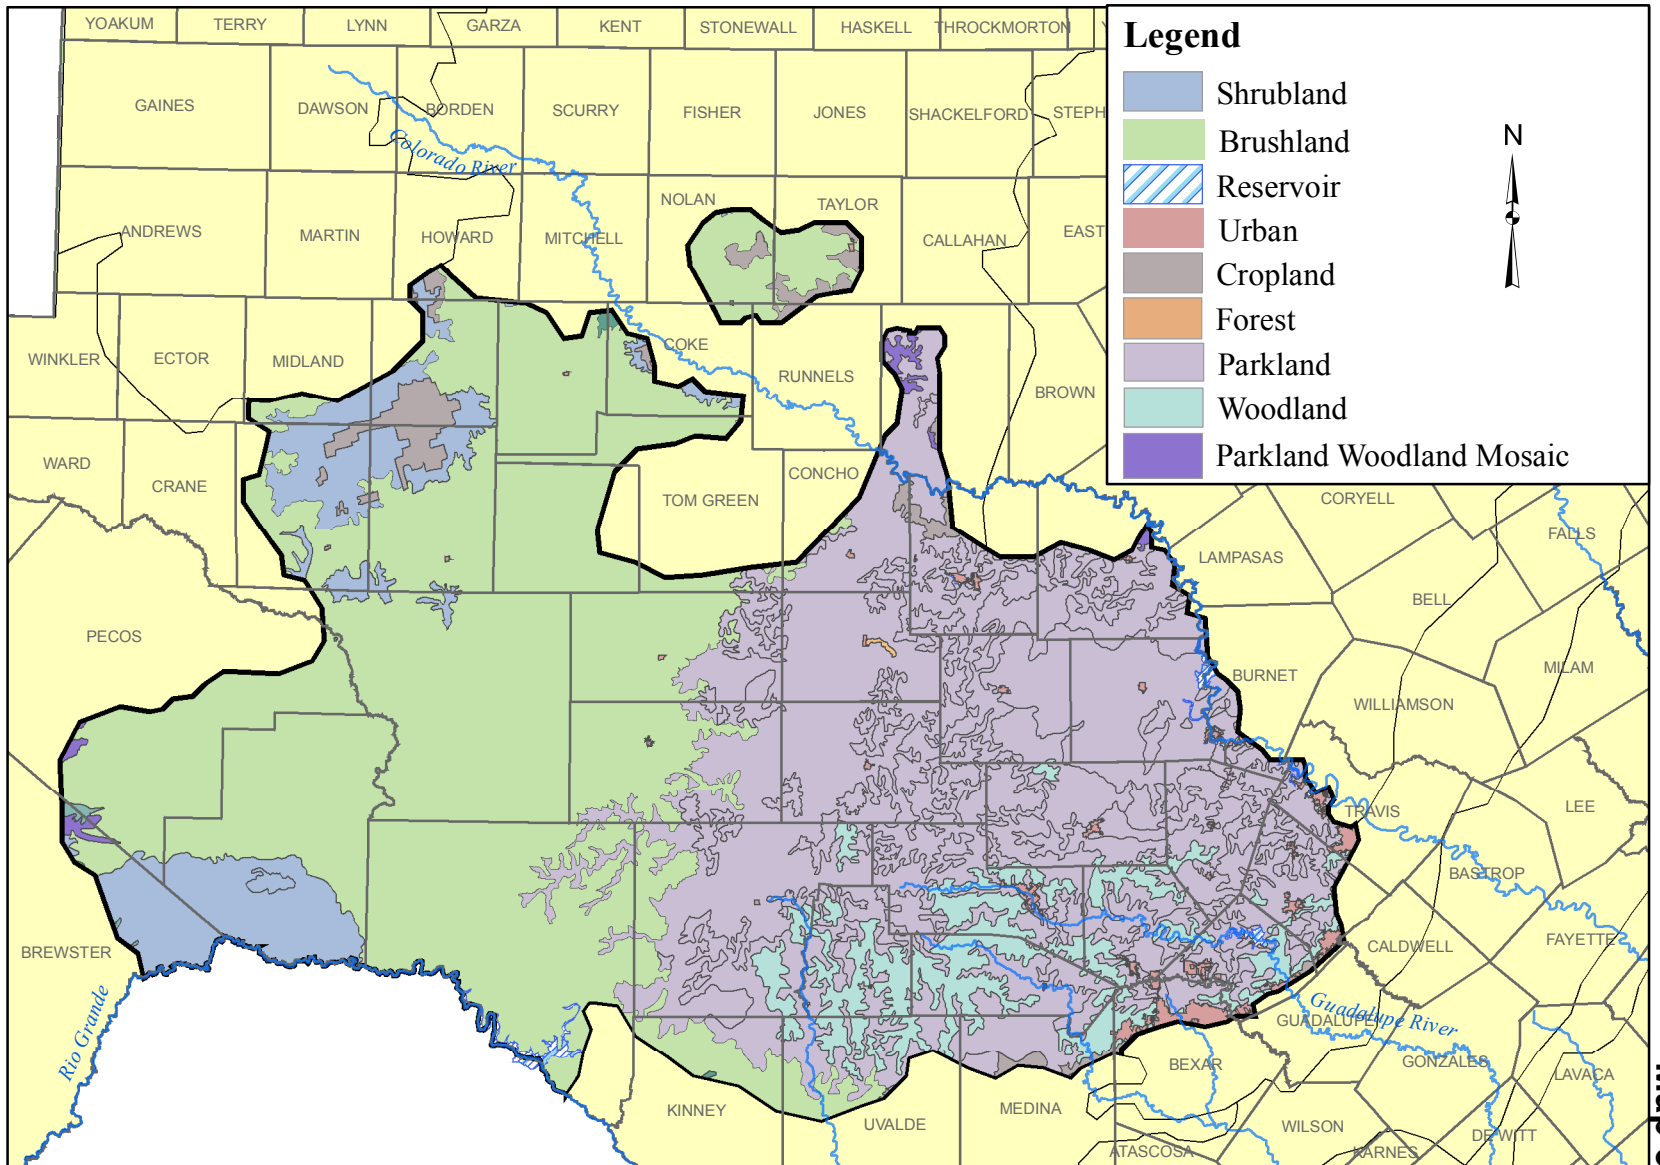 YOAKUM
TERRY
LYNN
GARZA
KENT
STONEWALL
HASKELL
THROCKMORTON
Legend
Shrubland
Brushland
Reservoir
Urban
Cropland
Forest
Parkland
Woodland
Parkland Woodland Mosaic
N
GAINES
DAWSON
BORDEN
SCURRY
FISHER
JONES
SHACKELFORD
STEPH
Colorado River
NOLAN
TAYLOR
ANDREWS
MARTIN
HOWARD
MITCHELL
CALLAHAN
EAST
WINKLER
ECTOR
MIDLAND
COKE
RUNNELS
BROWN
WARD
CRANE
TOM GREEN
CONCHO
CORYELL
FALLS
LAMPASAS
BELL
PECOS
BURNET
MILAM
WILLIAMSON
TRAVIS
LEE
BASTROP
BREWSTER
CALDWELL
FAYETTE
Rio Grande
GUADALUPE
Guadalupe River
GONZALES
LAVACA
BEXAR
KINNEY
UVALDE
MEDINA
WILSON
DE WITT
ATASCOSA
KARNES